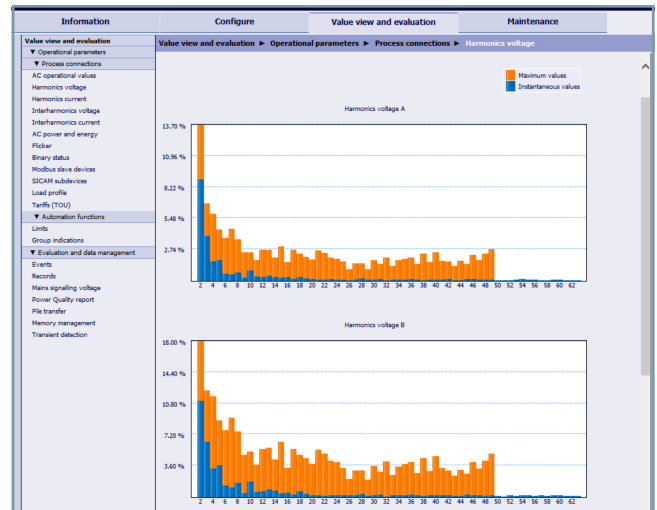 Information Configure Value view and evaluation Maintenance
Value view and evaluation
▼ Operational parameters
▼ Process connections
AC operational values
Harmonics voltage
Harmonics current
Interharmonics voltage
Interharmonics current
AC power and energy
Flicker
Binary status
Modbus slave devices
SICAM subdevices
Load profile
Tariffs (TOU)
▼ Automation functions
Limits
Group indications
▼ Evaluation and data management
Events
Records
Mains signalling voltage
Power Quality report
File transfer
Memory management
Transient detection
Value view and evaluation ► Operational parameters ► Process connections ► Harmonics voltage
Maximum values
Instantaneous values
Harmonics voltage A
13.70 %
10.96 %
8.22 %
5.48 %
2.74 %
2 4 6 8 10 12 14 16 18 20 22 24 26 28 30 32 34 36 38 40 42 44 46 48 50 52 54 56 58 60 62
Harmonics voltage B
18.00 %
14.40 %
10.80 %
7.20 %
3.60 %
2 4 6 8 10 12 14 16 18 20 22 24 26 28 30 32 34 36 38 40 42 44 46 48 50 52 54 56 58 60 62